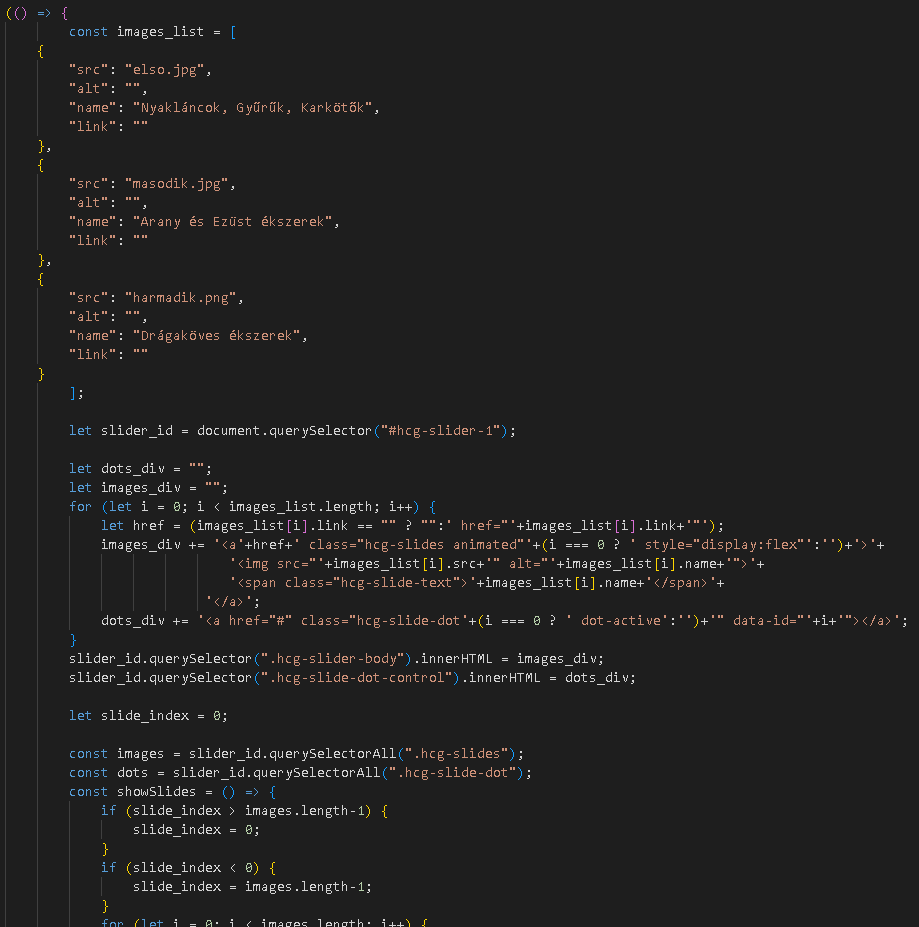 (() => {
const images_list = [
{
"src": "elso.jpg",
"alt": "",
"name": "Nyakláncok, Gyűrűk, Karkötők",
"link": ""
},
{
"src": "masodik.jpg",
"alt": "",
"name": "Arany és Ezüst ékszerek",
"link": ""
},
{
"src": "harmadik.png",
"alt": "",
"name": "Drágaköves ékszerek",
"link": ""
}
];
let slider_id = document.querySelector("#hcg-slider-1");
let dots_div = "";
let images_div = "";
for (let i = 0; i < images_list.length; i++) {
let href = (images_list[i].link == "" ? "":' href="'+images_list[i].link+'"');
images_div += '<a'+href+' class="hcg-slides animated"'+(i === 0 ? ' style="display:flex"':'')+'>'+
'<img src="'+images_list[i].src+'" alt="'+images_list[i].name+'">'+
'<span class="hcg-slide-text">'+images_list[i].name+'</span>'+
'</a>';
dots_div += '<a href="#" class="hcg-slide-dot'+(i === 0 ? ' dot-active':'')+'" data-id="'+i+'"></a>';
}
slider_id.querySelector(".hcg-slider-body").innerHTML = images_div;
slider_id.querySelector(".hcg-slide-dot-control").innerHTML = dots_div;
let slide_index = 0;
const images = slider_id.querySelectorAll(".hcg-slides");
const dots = slider_id.querySelectorAll(".hcg-slide-dot");
const showSlides = () => {
if (slide_index > images.length-1) {
slide_index = 0;
}
if (slide_index < 0) {
slide_index = images.length-1;
}
for (let i = 0; i < images.length; i++) {